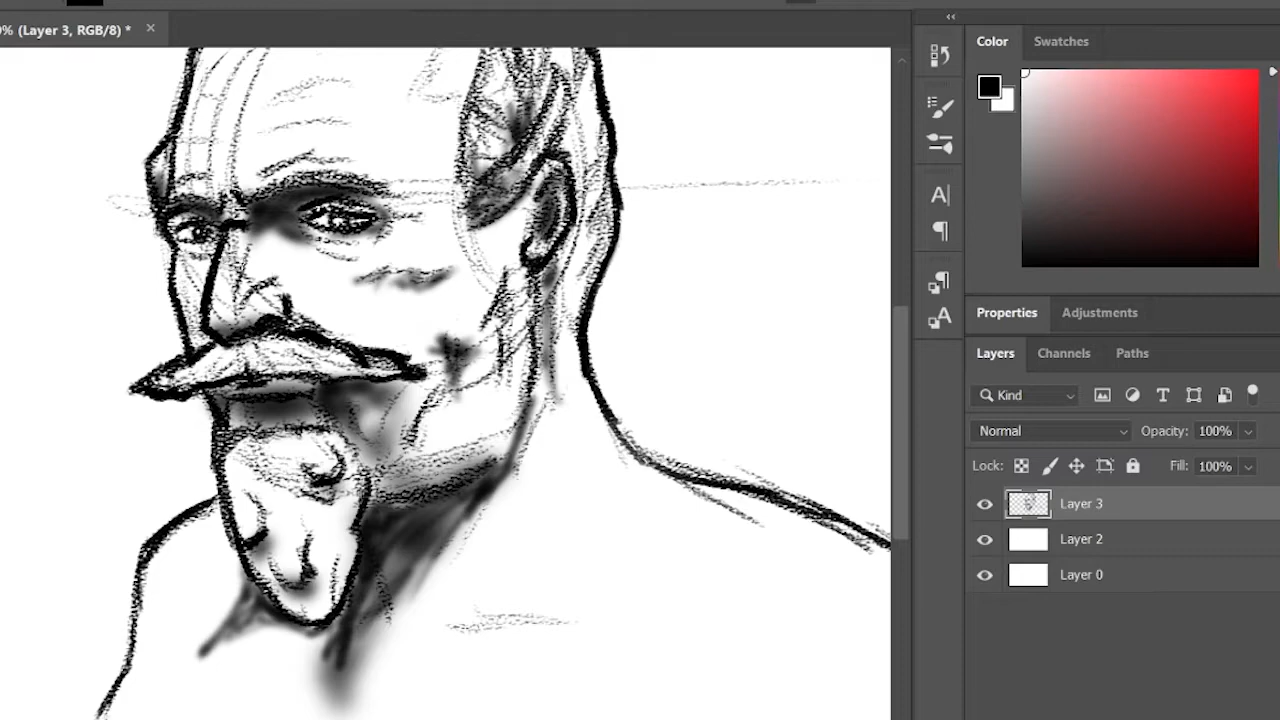 % (Layer 3, RGB/8) *
Color Swatches
Properties Adjustments
Layers Channels Paths
Kind
Normal Opacity: 100%
Lock: Fill: 100%
Layer 3
Layer 2
Layer 0